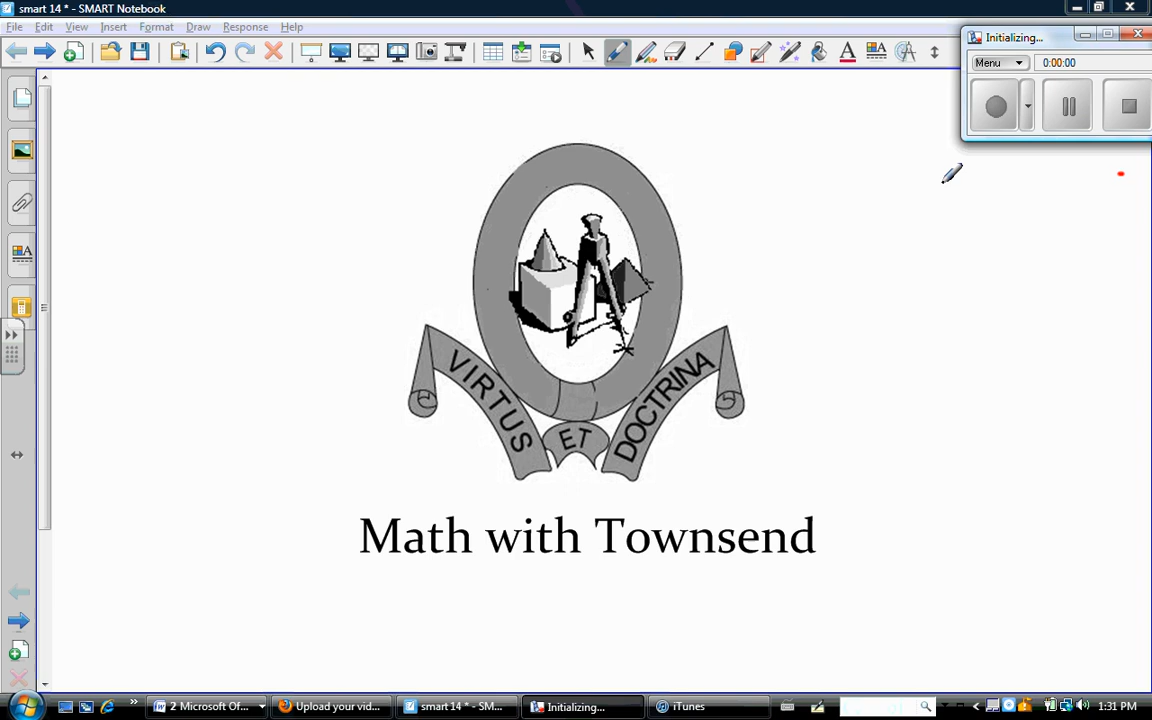 smart 14 * - SMART Notebook
File Edit View Insert Format Draw Response Help
Initializing...
Menu 0:00:00
VIRTUS ET DOCTRINA
Math with Townsend
2 Microsoft Of... Upload your vid... smart 14 * - SM... Initializing... iTunes 1:31 PM